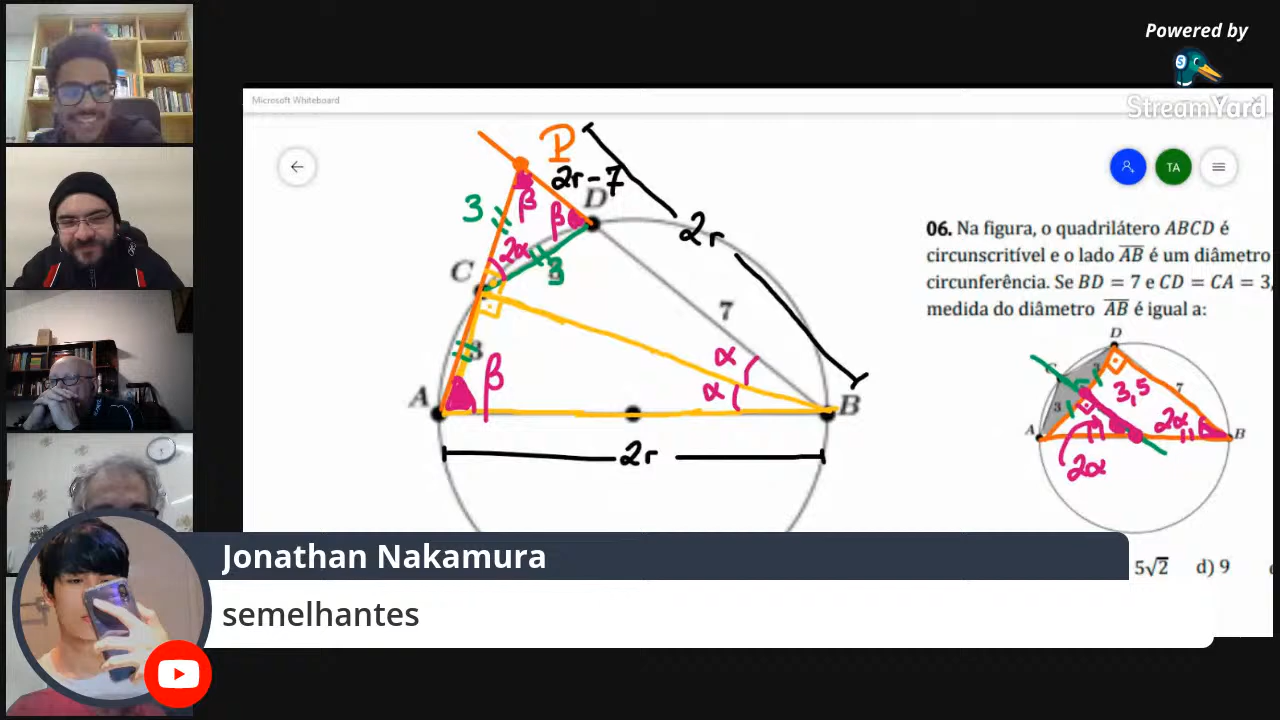 Powered by
StreamYard
Microsoft Whiteboard
TA
P
2r-7
D
3
β
β
2α
3
2r
C
7
3
β
α
α
A
B
2r
06. Na figura, o quadrilátero ABCD é
circunscritível e o lado AB é um diâmetro
circunferência. Se BD = 7 e CD = CA = 3,
medida do diâmetro AB é igual a:
D
C
3
3,5
7
3
2α
A
B
2α
5√2 d) 9
Jonathan Nakamura
semelhantes